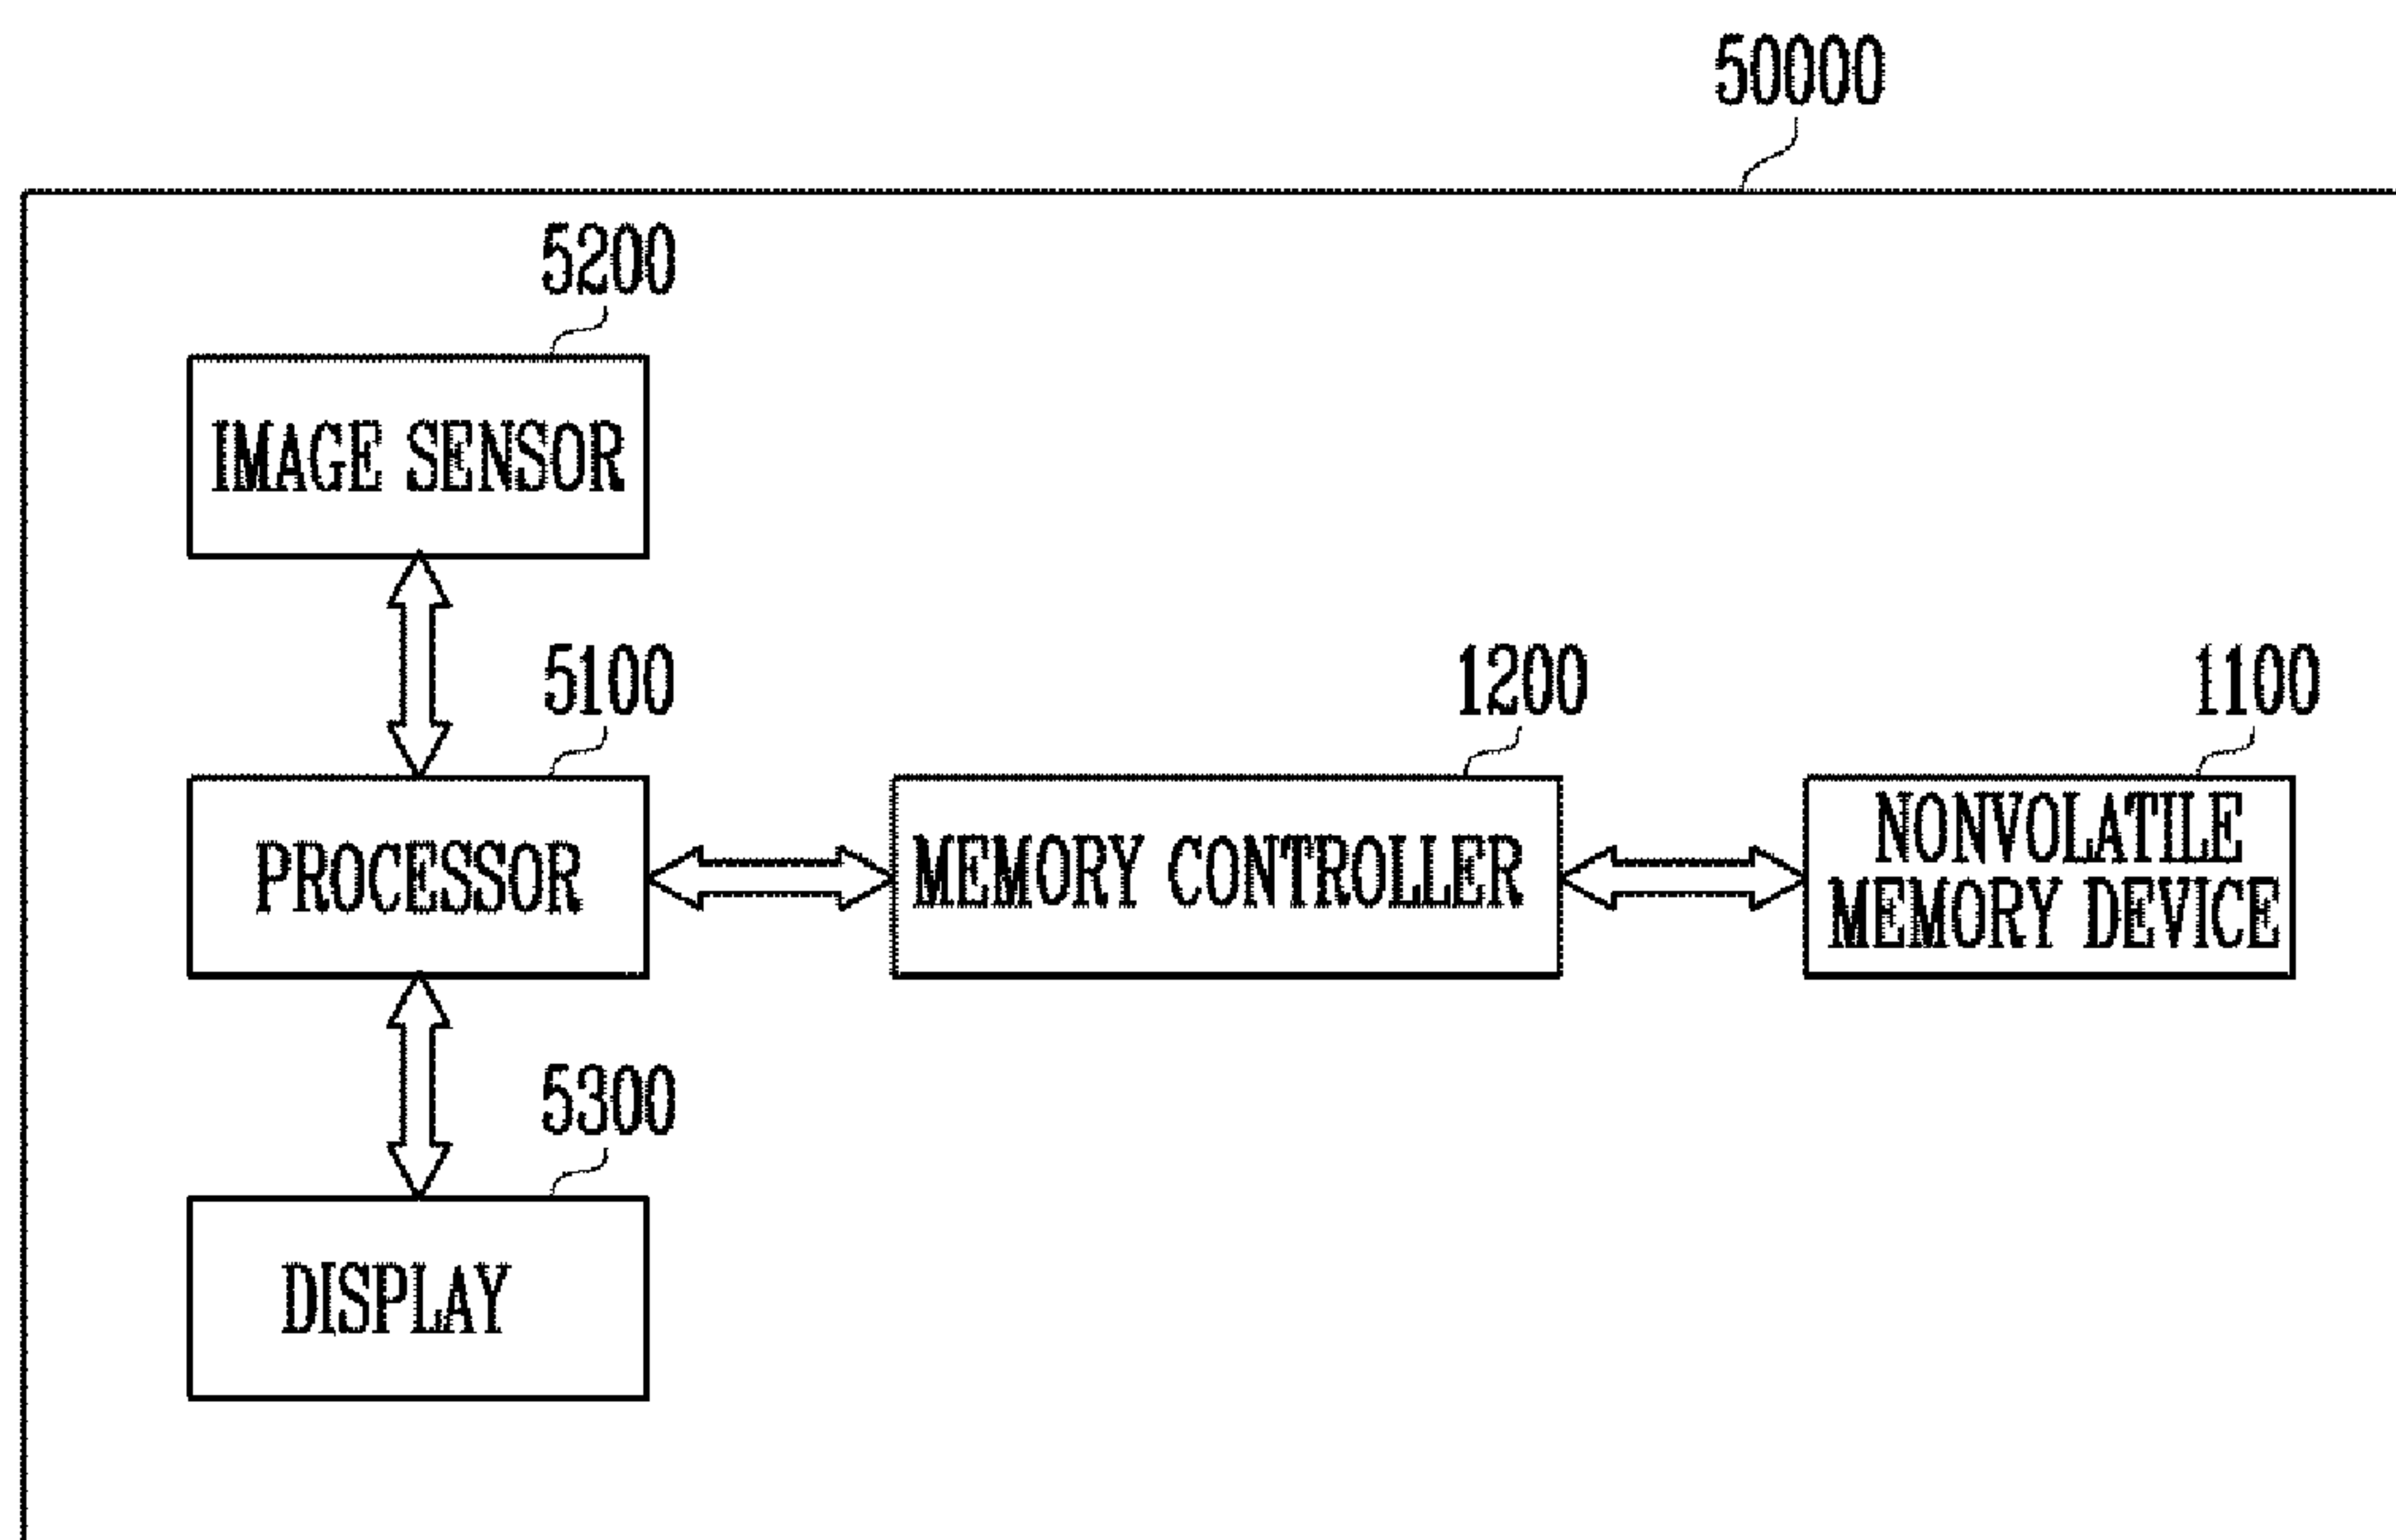 50000
5200
IMAGE SENSOR
5100
1200
1100
PROCESSOR
MEMORY CONTROLLER
NONVOLATILE
MEMORY DEVICE
5300
DISPLAY